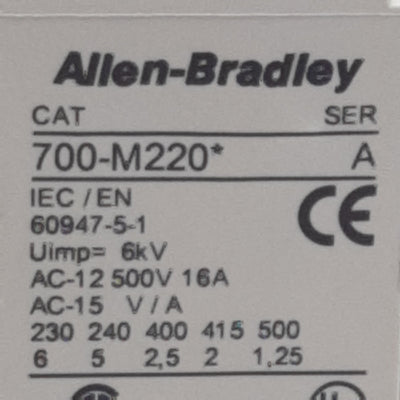 Allen-Bradley
CAT SER
700-M220* A
IEC / EN
60947-5-1
Uimp= 6kV
AC-12 500V 16A
AC-15 V / A
230 240 400 415 500
6 5 2,5 2 1,25
CE